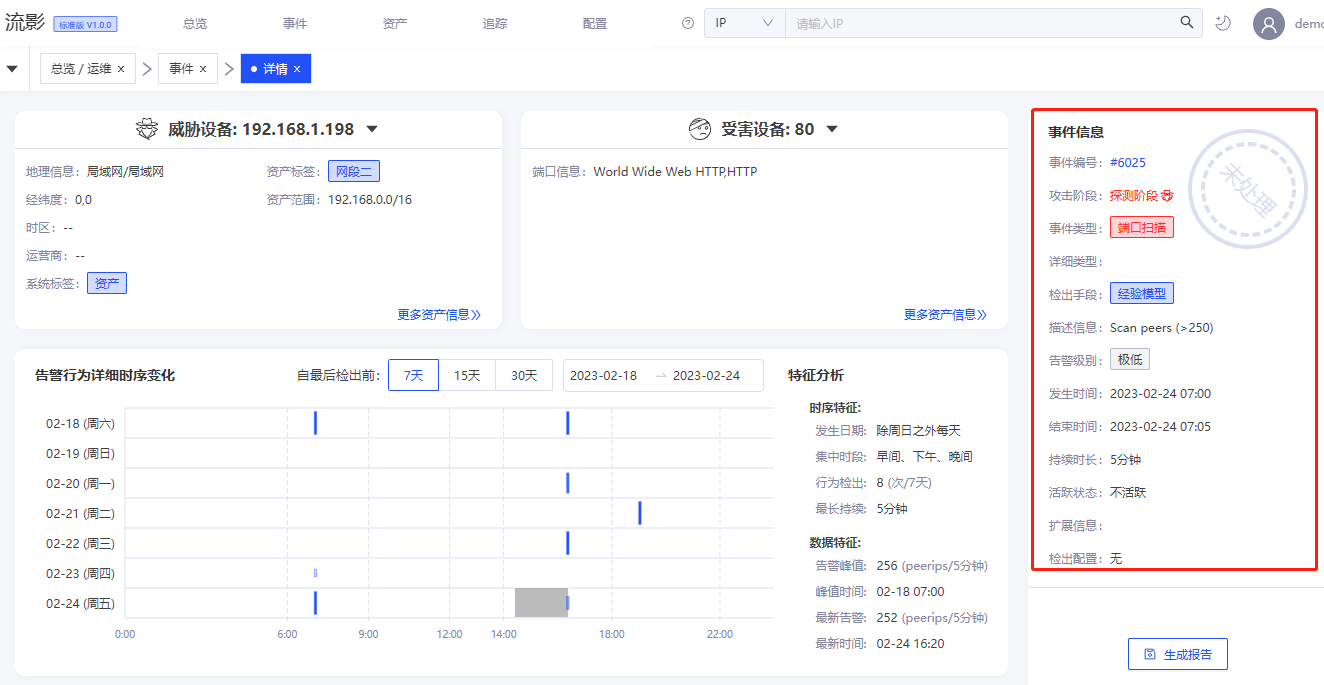 流影 标准版 V1.0.0 总览 事件 资产 追踪 配置 IP 请输入IP demo
总览 / 运维 × 事件 × 详情 ×
威胁设备: 192.168.1.198
地理信息: 局域网/局域网 资产标签: 网段二
经纬度: 0,0 资产范围: 192.168.0.0/16
时区: --
运营商: --
系统标签: 资产
更多资产信息
受害设备: 80
端口信息: World Wide Web HTTP,HTTP
更多资产信息
告警行为详细时序变化 自最后检出前: 7天 15天 30天 2023-02-18 → 2023-02-24
02-18 (周六)
02-19 (周日)
02-20 (周一)
02-21 (周二)
02-22 (周三)
02-23 (周四)
02-24 (周五)
0:00 6:00 9:00 12:00 14:00 18:00 22:00
特征分析
时序特征:
发生日期: 除周日之外每天
集中时段: 早间、下午、晚间
行为检出: 8 (次/7天)
最长持续: 5分钟
数据特征:
告警峰值: 256 (peerips/5分钟)
峰值时间: 02-18 07:00
最新告警: 252 (peerips/5分钟)
最新时间: 02-24 16:20
事件信息
未处理
事件编号: #6025
攻击阶段: 探测阶段
事件类型: 端口扫描
详细类型:
检出手段: 经验模型
描述信息: Scan peers (>250)
告警级别: 极低
发生时间: 2023-02-24 07:00
结束时间: 2023-02-24 07:05
持续时长: 5分钟
活跃状态: 不活跃
扩展信息:
检出配置: 无
生成报告